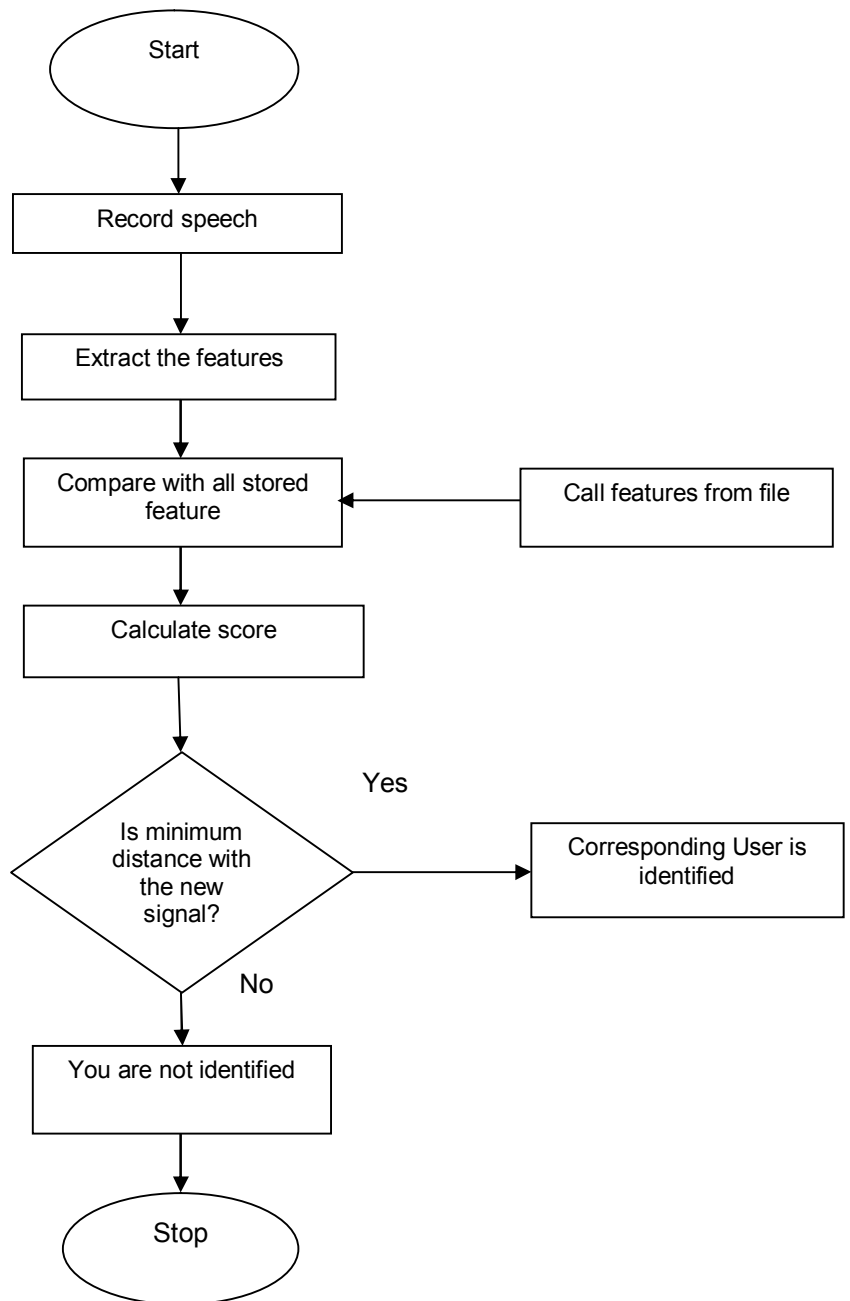 Start
Record speech
Extract the features
Compare with all stored
feature
Call features from file
Calculate score
Yes
Is minimum
distance with
the new
signal?
Corresponding User is
identified
No
You are not identified
Stop